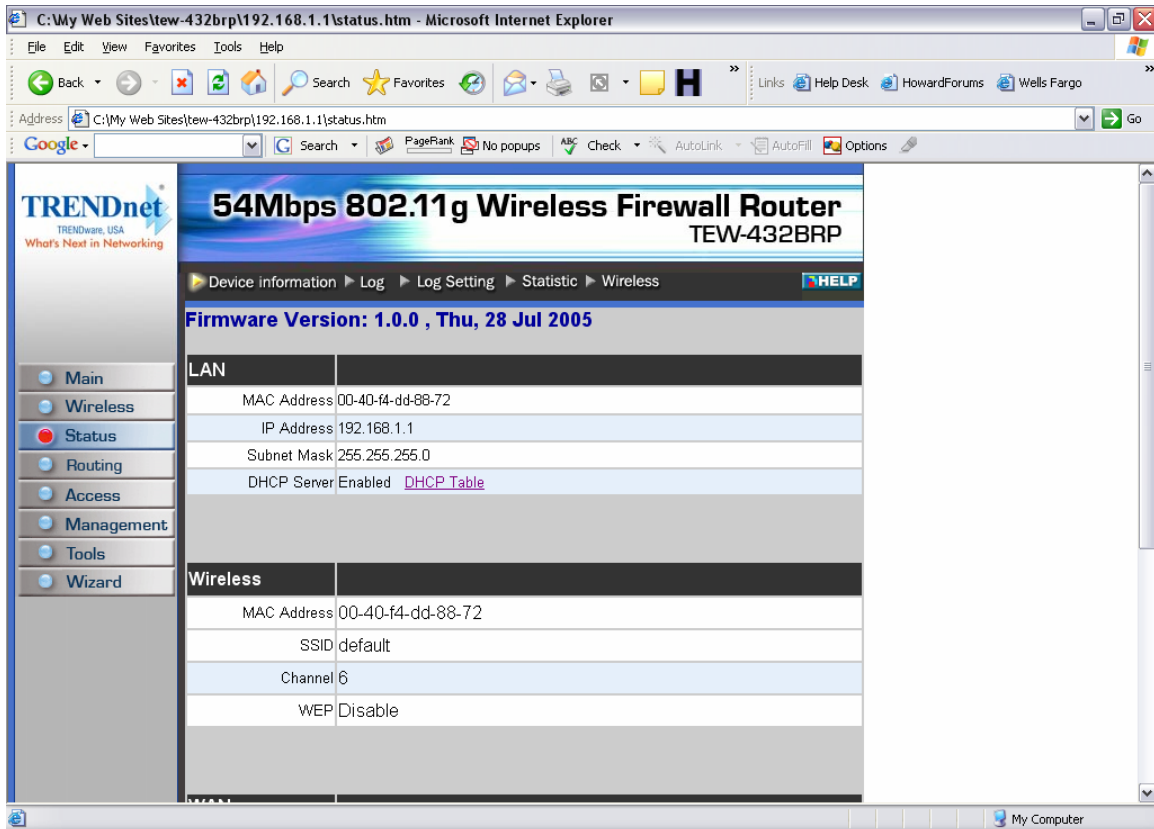 C:\My Web Sites\tew-432brp\192.168.1.1\status.htm - Microsoft Internet Explorer
File Edit View Favorites Tools Help
Back Search Favorites H » Links Help Desk HowardForums Wells Fargo »
Address C:\My Web Sites\tew-432brp\192.168.1.1\status.htm Go
Google Search PageRank No popups ABC Check AutoLink AutoFill Options
TRENDnet
TRENDware, USA
What's Next in Networking
54Mbps 802.11g Wireless Firewall Router
TEW-432BRP
Device information Log Log Setting Statistic Wireless HELP
Firmware Version: 1.0.0 , Thu, 28 Jul 2005
Main
Wireless
Status
Routing
Access
Management
Tools
Wizard
LAN
MAC Address 00-40-f4-dd-88-72
IP Address 192.168.1.1
Subnet Mask 255.255.255.0
DHCP Server Enabled DHCP Table
Wireless
MAC Address 00-40-f4-dd-88-72
SSID default
Channel 6
WEP Disable
WAN
My Computer